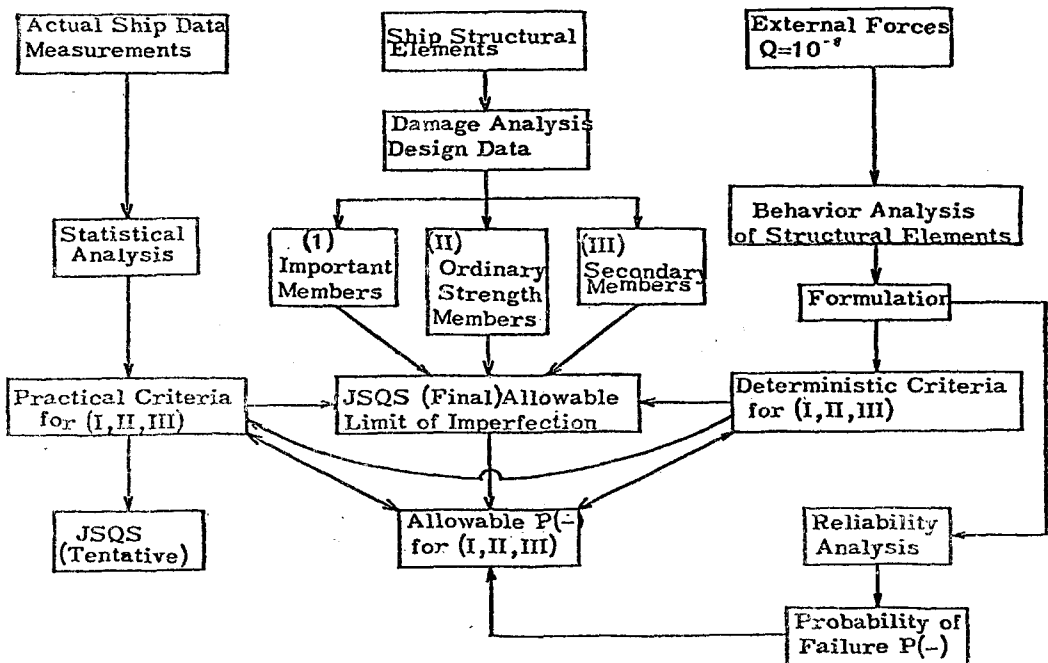 Actual Ship Data
Measurements
Ship Structural
Elements
External Forces
Q=10⁻⁸
Damage Analysis
Design Data
Statistical
Analysis
(1)
Important
Members
(II)
Ordinary
Strength
Members
(III)
Secondary
Members
Behavior Analysis
of Structural Elements
Formulation
Practical Criteria
for (I,II,III)
JSQS (Final)Allowable
Limit of Imperfection
Deterministic Criteria
for (I,II,III)
JSQS
(Tentative)
Allowable P(-)
for (I,II,III)
Reliability
Analysis
Probability of
Failure P(-)